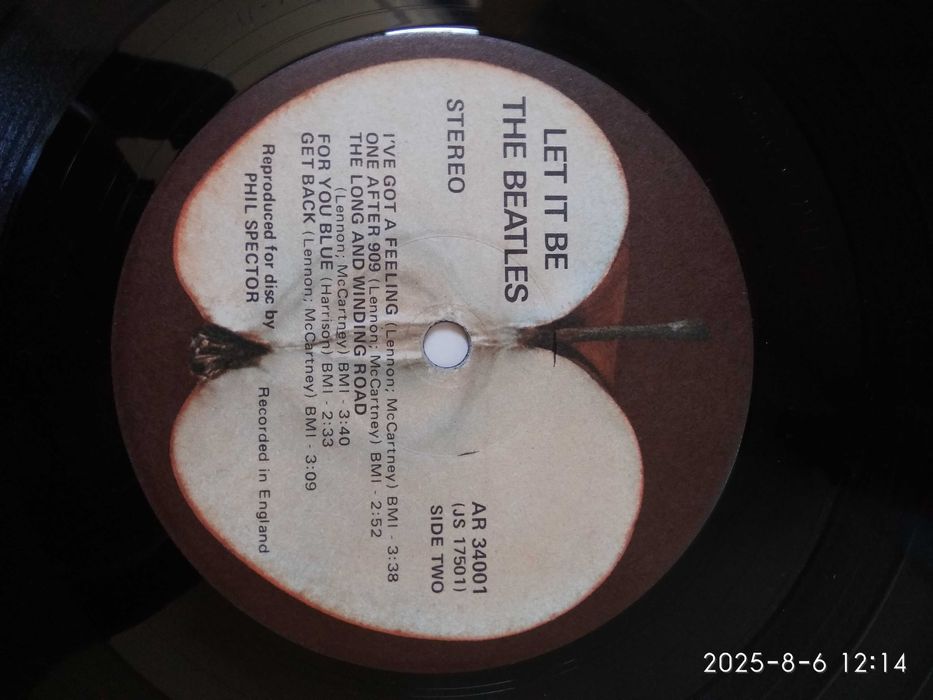 LET IT BE
THE BEATLES
STEREO
AR 34001
(JS 17501)
SIDE TWO
I'VE GOT A FEELING (Lennon; McCartney) BMI - 3:38
ONE AFTER 909 (Lennon; McCartney) BMI - 2:52
THE LONG AND WINDING ROAD
(Lennon; McCartney) BMI - 3:40
FOR YOU BLUE (Harrison) BMI - 2:33
GET BACK (Lennon; McCartney) BMI - 3:09
Reproduced for disc by
PHIL SPECTOR
Recorded in England
2025-8-6 12:14